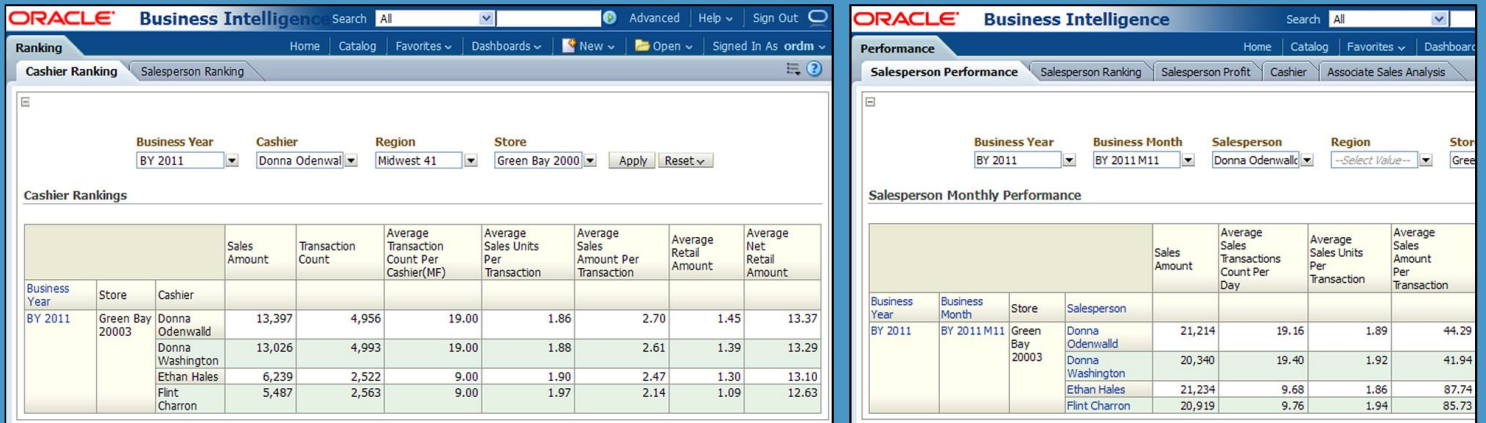 ORACLE Business Intelligence Search All Advanced Help Sign Out
Ranking Home Catalog Favorites Dashboards New Open Signed In As ordm
Cashier Ranking Salesperson Ranking
Business Year Cashier Region Store
BY 2011 Donna Odenwal Midwest 41 Green Bay 2000 Apply Reset
Cashier Rankings
Sales Amount Transaction Count Average Transaction Count Per Cashier(MF) Average Sales Units Per Transaction Average Sales Amount Per Transaction Average Retail Amount Average Net Retail Amount
Business Year Store Cashier
BY 2011 Green Bay 20003 Donna Odenwalld 13,397 4,956 19.00 1.86 2.70 1.45 13.37
Donna Washington 13,026 4,993 19.00 1.88 2.61 1.39 13.29
Ethan Hales 6,239 2,522 9.00 1.90 2.47 1.30 13.10
Flint Charron 5,487 2,563 9.00 1.97 2.14 1.09 12.63
ORACLE Business Intelligence Search All
Performance Home Catalog Favorites Dashboard
Salesperson Performance Salesperson Ranking Salesperson Profit Cashier Associate Sales Analysis
Business Year Business Month Salesperson Region Stor
BY 2011 BY 2011 M11 Donna Odenwallc --Select Value-- Gree
Salesperson Monthly Performance
Sales Amount Average Sales Transactions Count Per Day Average Sales Units Per Transaction Average Sales Amount Per Transaction
Business Year Business Month Store Salesperson
BY 2011 BY 2011 M11 Green Bay 20003 Donna Odenwalld 21,214 19.16 1.89 44.29
Donna Washington 20,340 19.40 1.92 41.94
Ethan Hales 21,234 9.68 1.86 87.74
Flint Charron 20,919 9.76 1.94 85.73